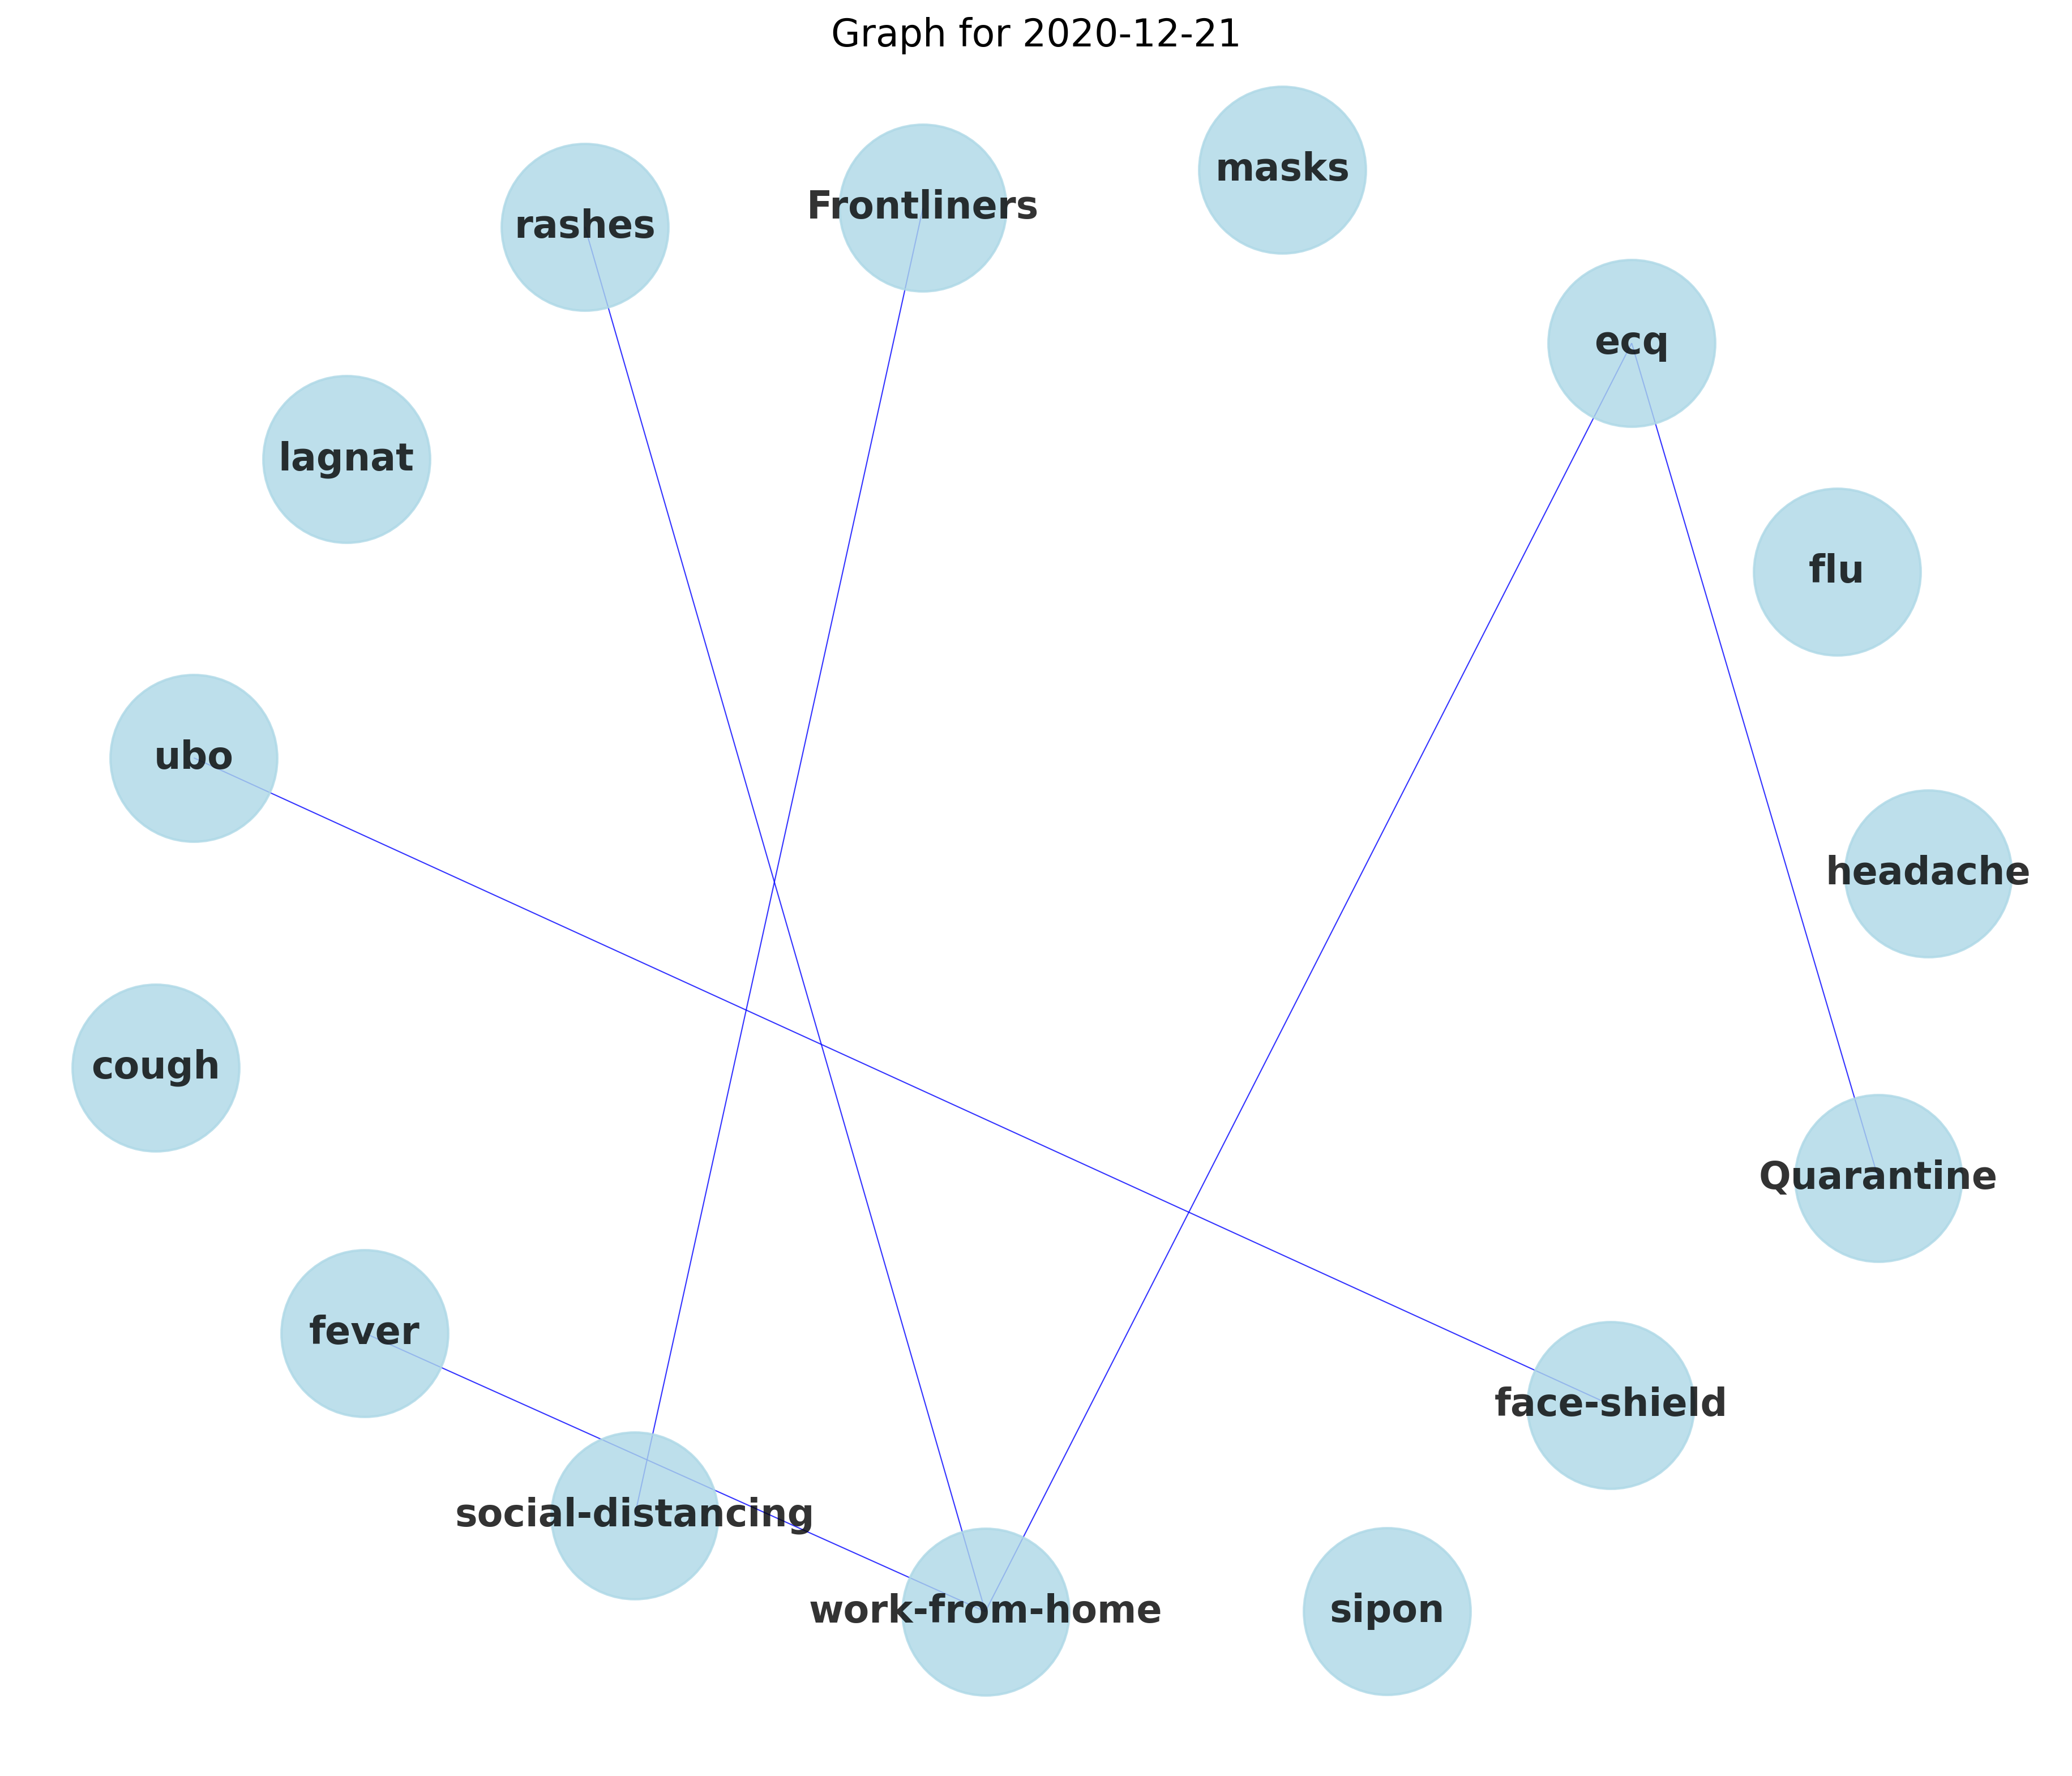 Graph for 2020-12-21
masks
Frontliners
rashes
ecq
lagnat
flu
ubo
headache
cough
Quarantine
fever
face-shield
social-distancing
work-from-home
sipon